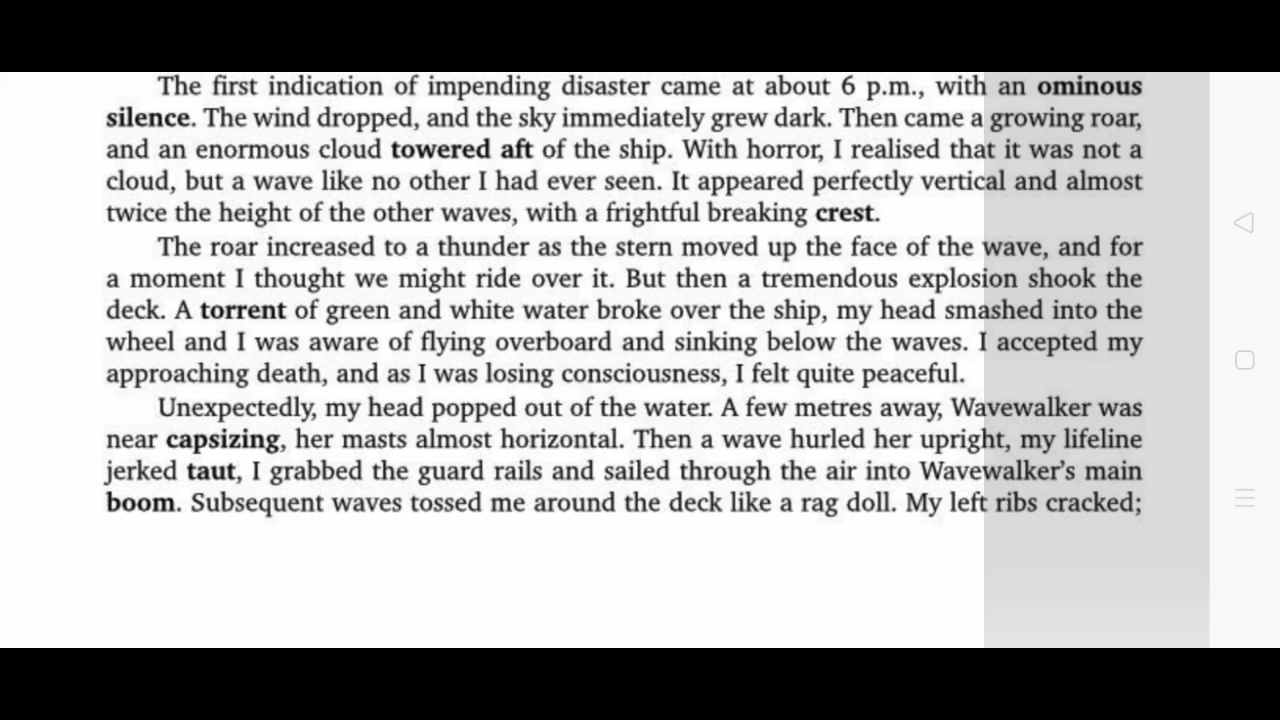 The first indication of impending disaster came at about 6 p.m., with an ominous
silence. The wind dropped, and the sky immediately grew dark. Then came a growing roar,
and an enormous cloud towered aft of the ship. With horror, I realised that it was not a
cloud, but a wave like no other I had ever seen. It appeared perfectly vertical and almost
twice the height of the other waves, with a frightful breaking crest.
The roar increased to a thunder as the stern moved up the face of the wave, and for
a moment I thought we might ride over it. But then a tremendous explosion shook the
deck. A torrent of green and white water broke over the ship, my head smashed into the
wheel and I was aware of flying overboard and sinking below the waves. I accepted my
approaching death, and as I was losing consciousness, I felt quite peaceful.
Unexpectedly, my head popped out of the water. A few metres away, Wavewalker was
near capsizing, her masts almost horizontal. Then a wave hurled her upright, my lifeline
jerked taut, I grabbed the guard rails and sailed through the air into Wavewalker's main
boom. Subsequent waves tossed me around the deck like a rag doll. My left ribs cracked;